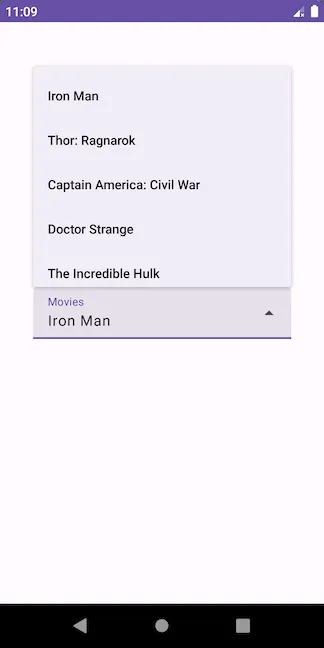 11:09
Iron Man
Thor: Ragnarok
Captain America: Civil War
Doctor Strange
The Incredible Hulk
Movies
Iron Man